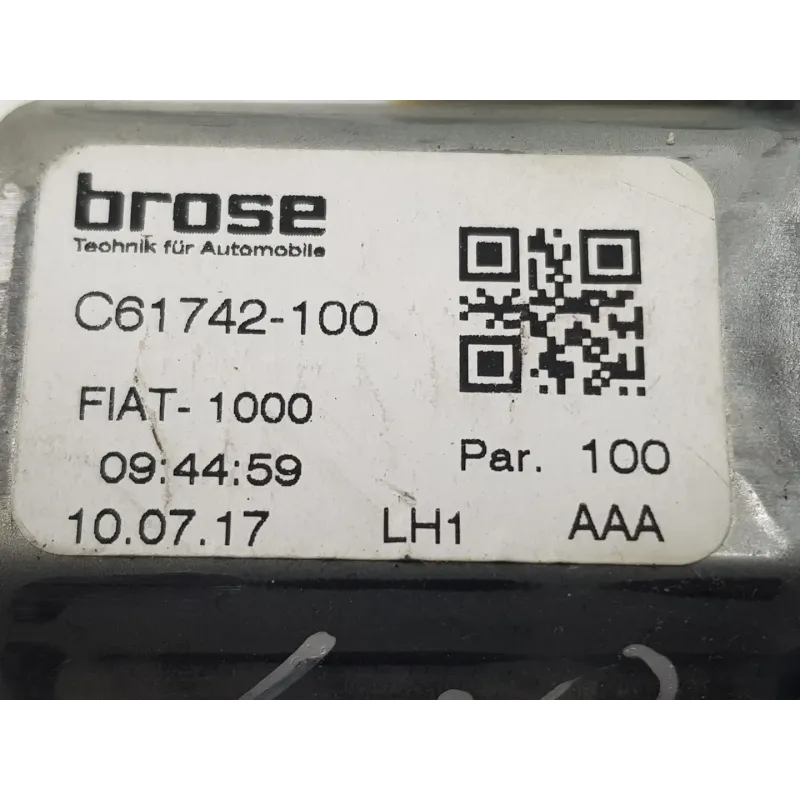 brose
Technik für Automobile
C61742-100
FIAT- 1000
09:44:59
Par. 100
10.07.17 LH1 AAA